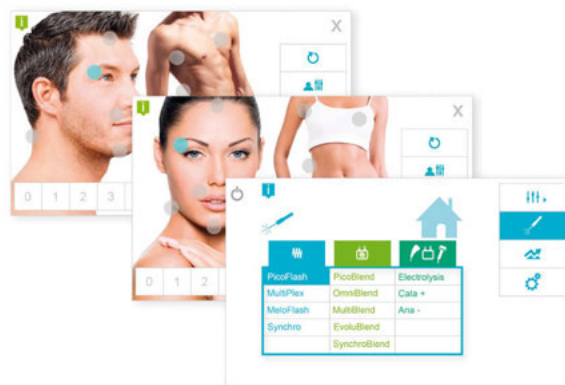 i
X
0 1 2 3
i
X
0 1 2
i
PicoFlash PicoBlend Electrolysis
MultiPlex OmniBlend Cata +
MeloFlash MultiBlend Ana -
Synchro EvoluBlend
SynchroBlend